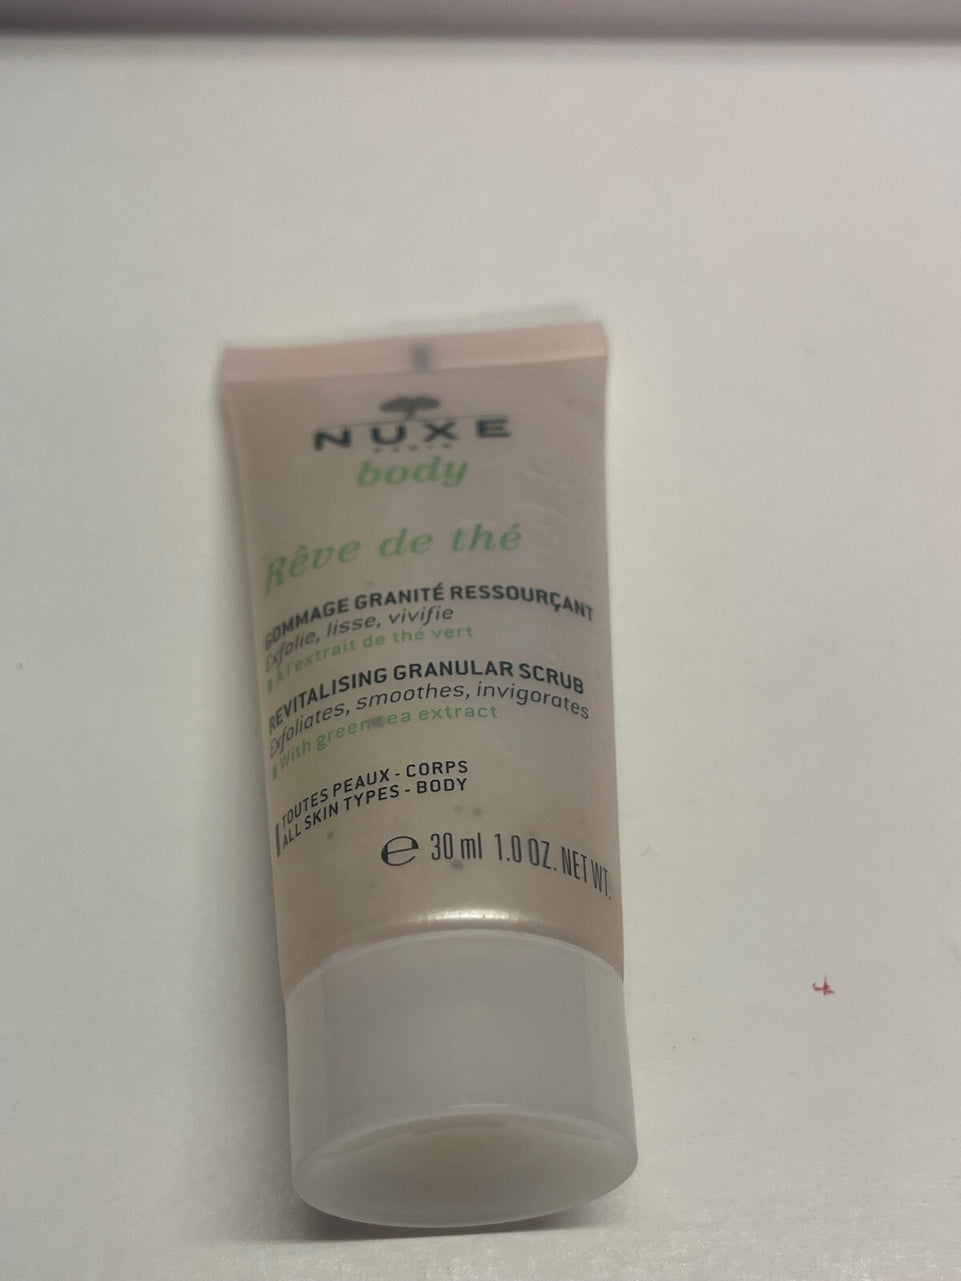 NUXE
PARIS
body
Rêve de thé
GOMMAGE GRANITÉ RESSOURÇANT
Exfolie, lisse, vivifie
A l'extrait de thé vert
REVITALISING GRANULAR SCRUB
Exfoliates, smoothes, invigorates
With green tea extract
TOUTES PEAUX - CORPS
ALL SKIN TYPES - BODY
℮ 30 ml 1.0 OZ. NET WT.